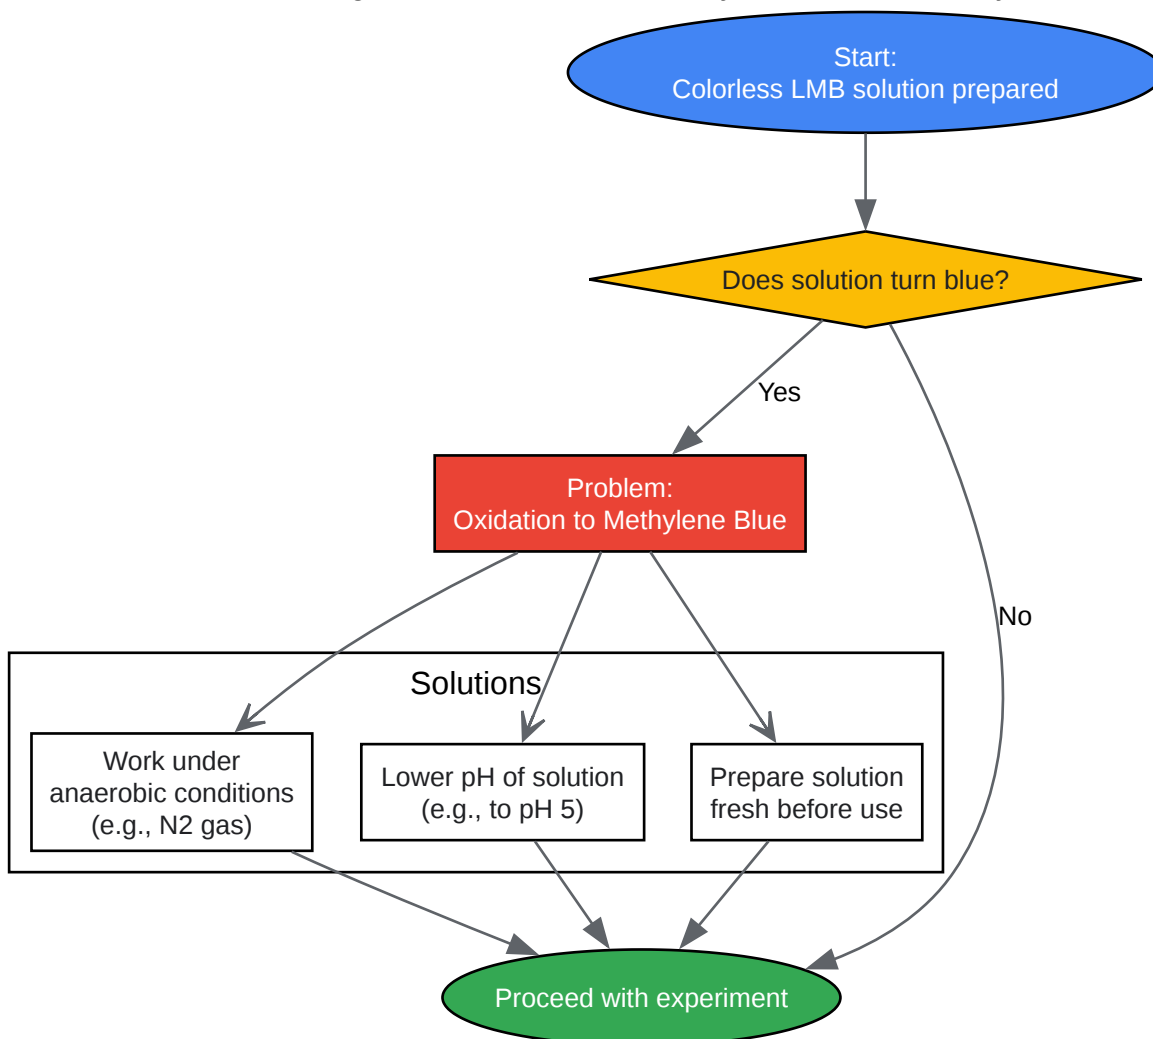 Start:
Colorless LMB solution prepared
Does solution turn blue?
Yes
Problem:
Oxidation to Methylene Blue
No
Solutions
Work under
anaerobic conditions
(e.g., N2 gas)
Lower pH of solution
(e.g., to pH 5)
Prepare solution
fresh before use
Proceed with experiment